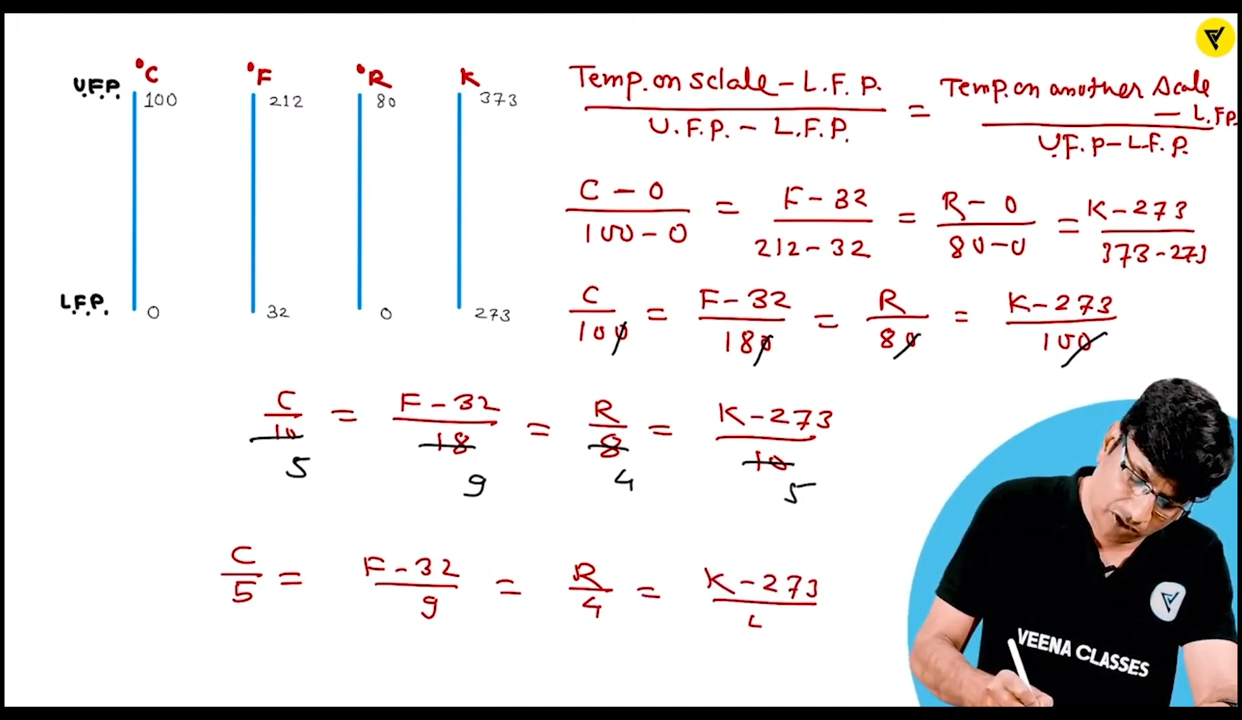 °C °F °R K
U.F.P. 100 212 80 373
L.F.P. 0 32 0 273
Temp. on sclale - L.F.P. / U.F.P. - L.F.P. = Temp. on another Scale - L.F.P. / U.F.P - L.F.P.
C - 0 / 100 - 0 = F - 32 / 212 - 32 = R - 0 / 80 - 0 = K - 273 / 373 - 273
C / 100 = F - 32 / 180 = R / 80 = K - 273 / 100
C / 10 = F - 32 / 18 = R / 8 = K - 273 / 10
5 9 4 5
C / 5 = F - 32 / 9 = R / 4 = K - 273 /
VEENA CLASSES